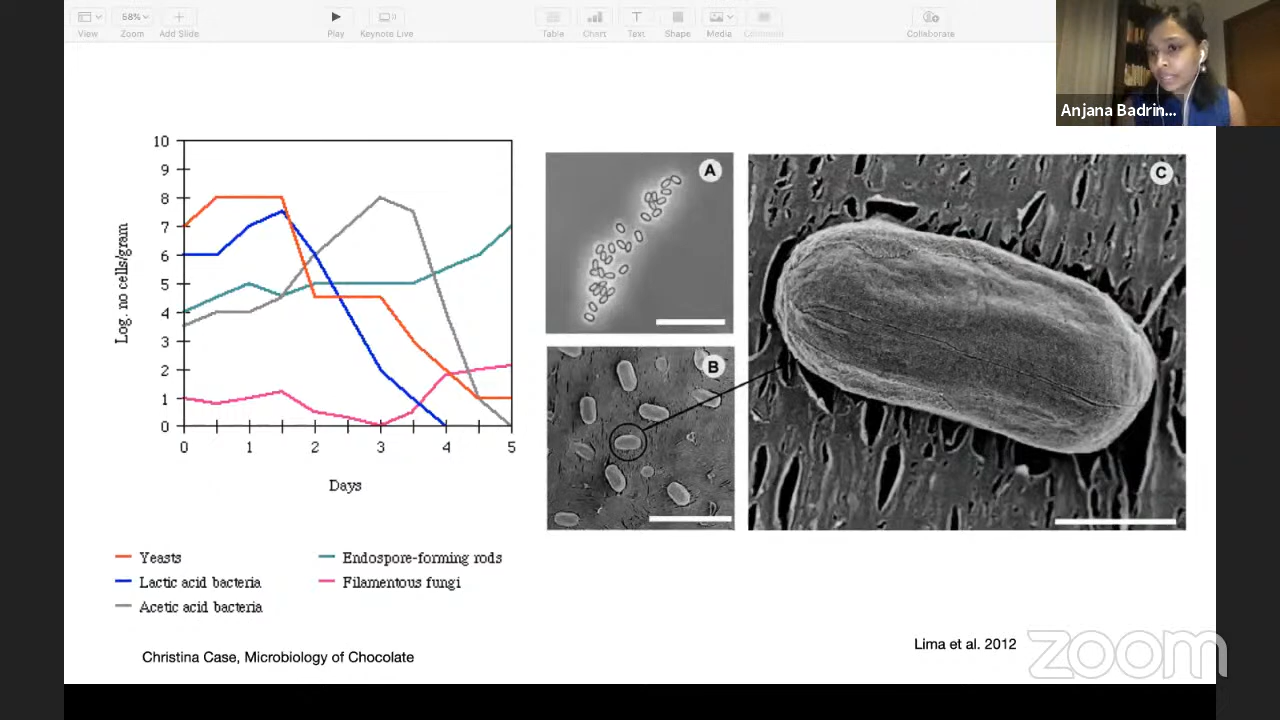 58%
View
Zoom
Add Slide
Play
Keynote Live
Table
Chart
Text
Shape
Media
Comment
Collaborate
Anjana Badrin...
10
9
8
7
6
5
4
3
2
1
0
Log. no cells/gram
0 1 2 3 4 5
Days
A
B
C
Yeasts
Lactic acid bacteria
Acetic acid bacteria
Endospore-forming rods
Filamentous fungi
Christina Case, Microbiology of Chocolate
Lima et al. 2012
zoom